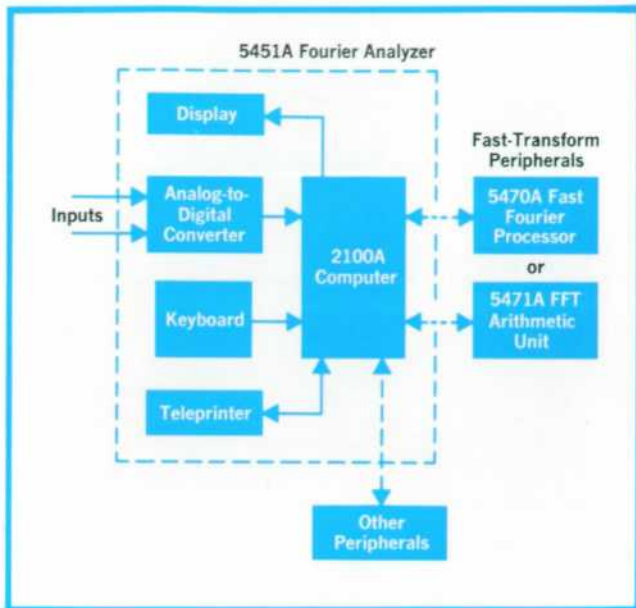 5451A Fourier Analyzer
Display
Fast-Transform
Peripherals
Inputs
Analog-to-
Digital
Converter
2100A
Computer
5470A Fast
Fourier
Processor
or
5471A FFT
Arithmetic
Unit
Keyboard
Teleprinter
Other
Peripherals